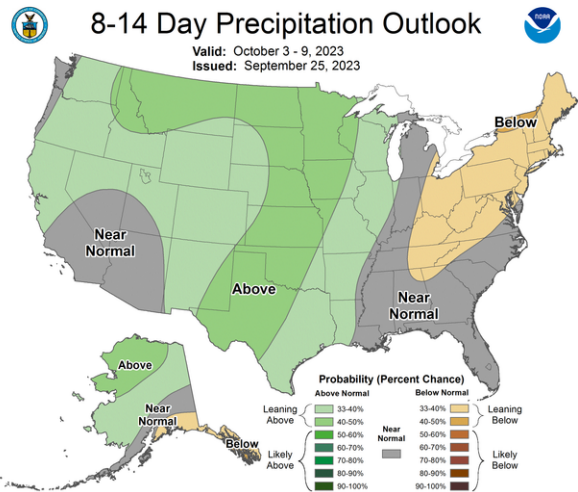 8-14 Day Precipitation Outlook
Valid: October 3 - 9, 2023
Issued: September 25, 2023
NOAA
Below
Near
Normal
Above
Near
Normal
Above
Near
Normal
Below
Probability (Percent Chance)
Above Normal
Below Normal
Leaning
Above
33-40%
40-50%
Likely
Above
50-60%
60-70%
70-80%
80-90%
90-100%
Near
Normal
33-40%
40-50%
Leaning
Below
50-60%
60-70%
70-80%
80-90%
90-100%
Likely
Below